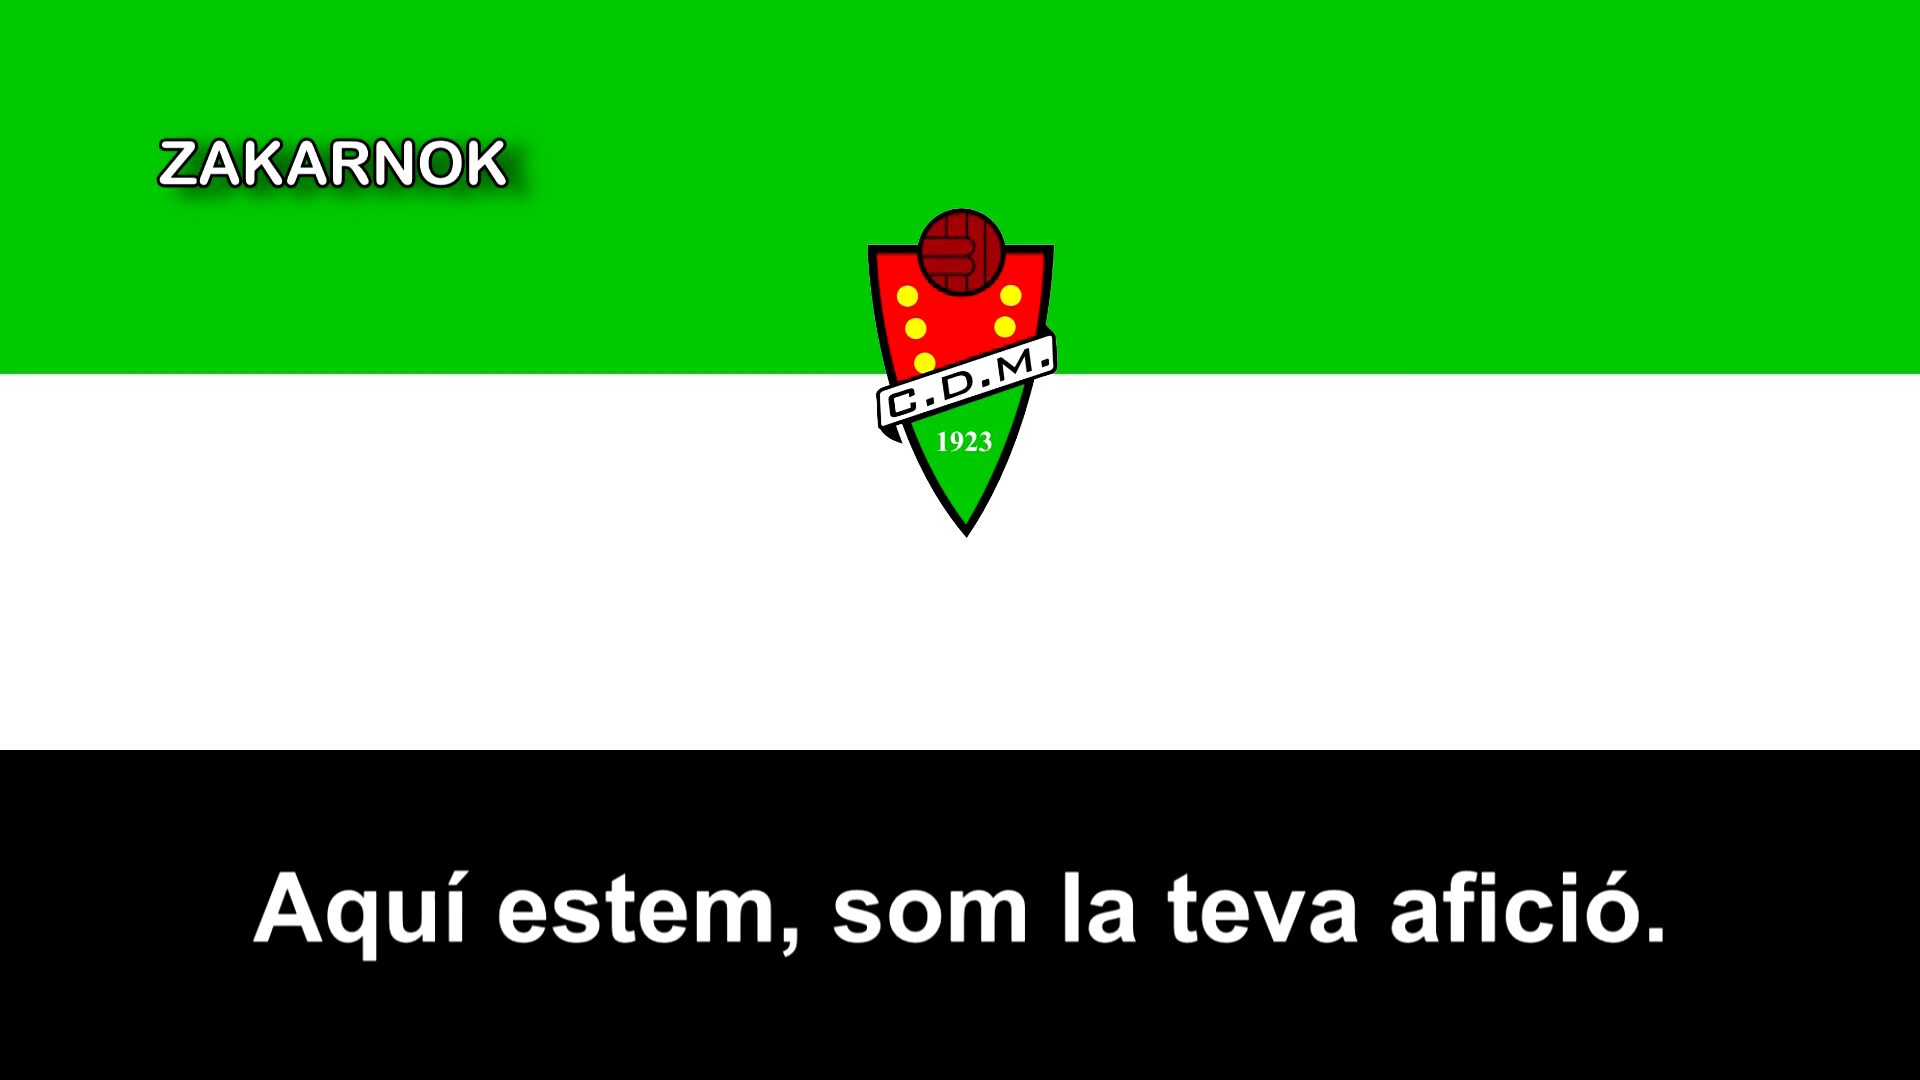 ZAKARNOK
C.D.M.
1923
Aquí estem, som la teva afició.